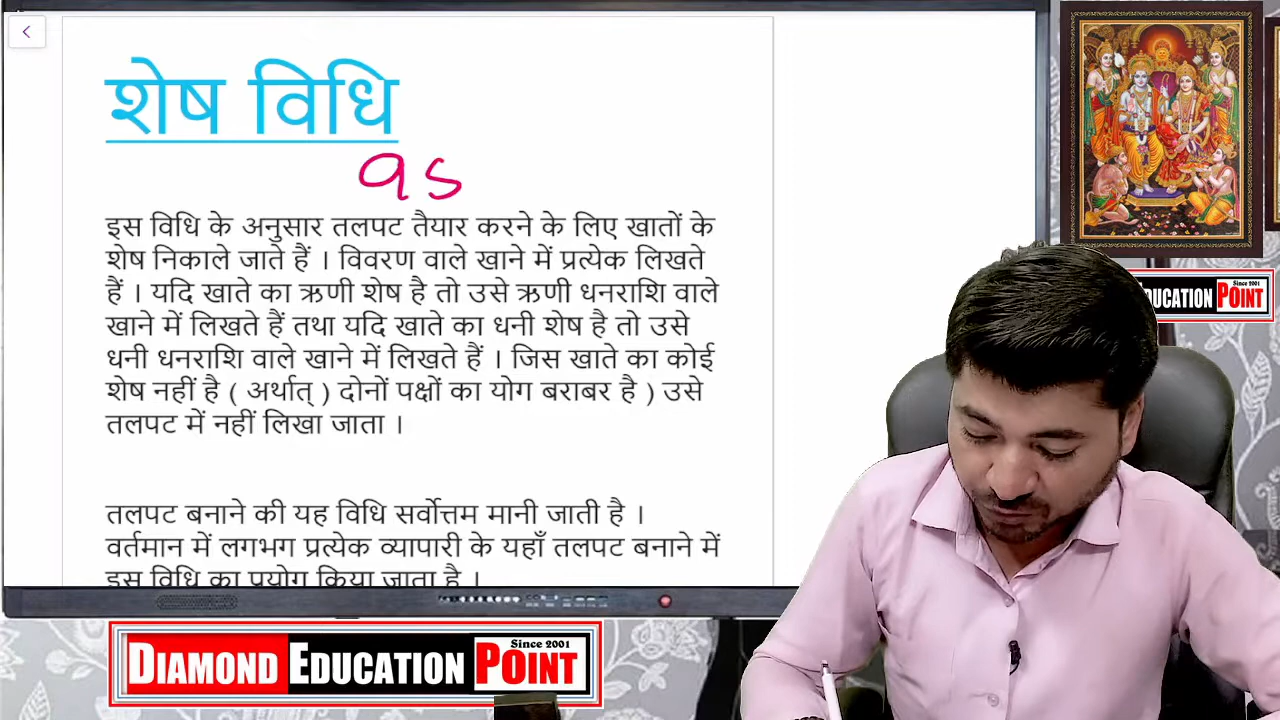 शेष विधि
इस विधि के अनुसार तलपट तैयार करने के लिए खातों के
शेष निकाले जाते हैं । विवरण वाले खाने में प्रत्येक लिखते
हैं । यदि खाते का ऋणी शेष है तो उसे ऋणी धनराशि वाले
खाने में लिखते हैं तथा यदि खाते का धनी शेष है तो उसे
धनी धनराशि वाले खाने में लिखते हैं । जिस खाते का कोई
शेष नहीं है ( अर्थात् ) दोनों पक्षों का योग बराबर है ) उसे
तलपट में नहीं लिखा जाता ।
तलपट बनाने की यह विधि सर्वोत्तम मानी जाती है ।
वर्तमान में लगभग प्रत्येक व्यापारी के यहाँ तलपट बनाने में
इस विधि का प्रयोग किया जाता है ।
Since 2001
EDUCATION POINT
Since 2001
DIAMOND EDUCATION POINT